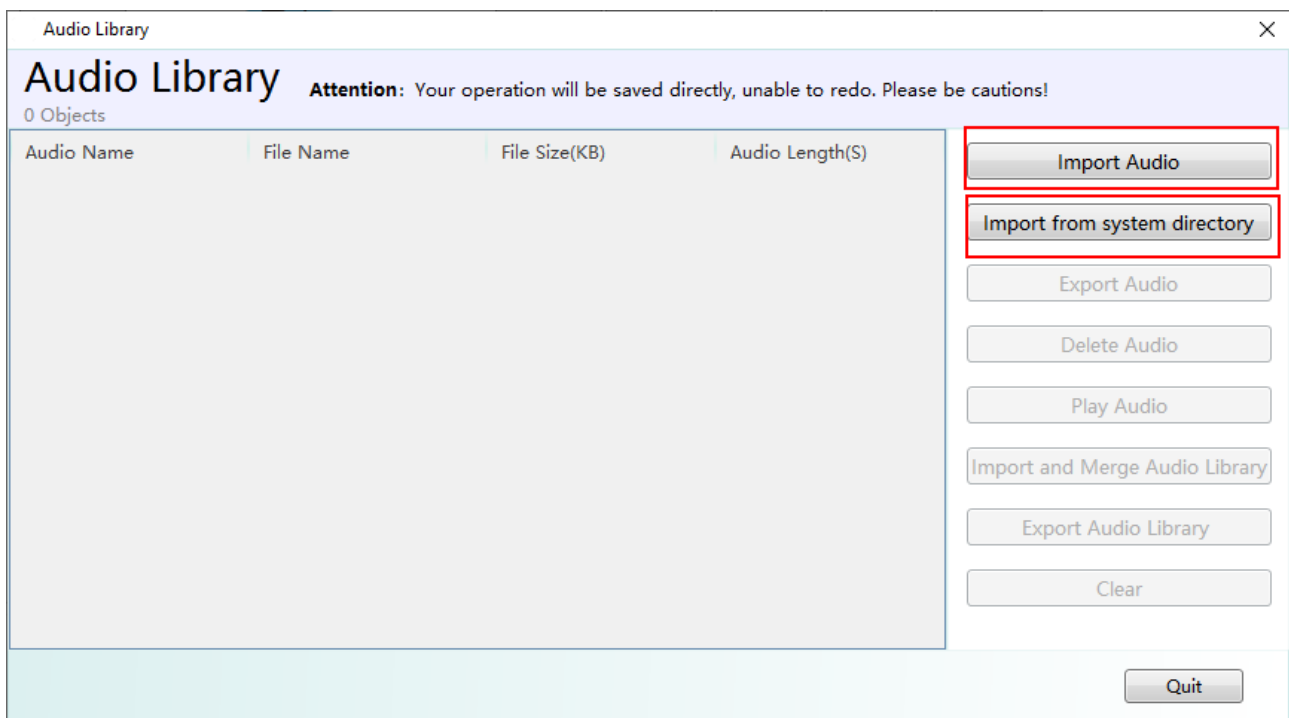 Audio Library
Audio Library
Attention: Your operation will be saved directly, unable to redo. Please be cautions!
0 Objects
Audio Name File Name File Size(KB) Audio Length(S)
Import Audio
Import from system directory
Export Audio
Delete Audio
Play Audio
Import and Merge Audio Library
Export Audio Library
Clear
Quit